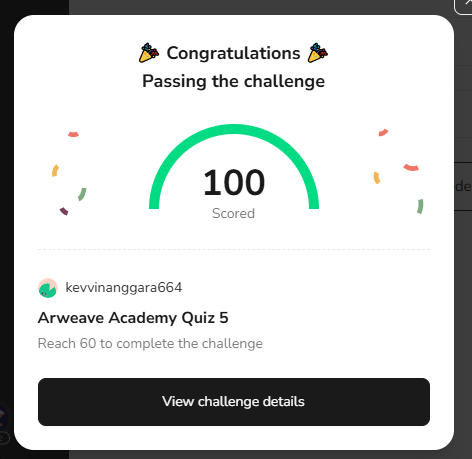 Congratulations
Passing the challenge
100
Scored
kevvinanggara664
Arweave Academy Quiz 5
Reach 60 to complete the challenge
View challenge details
de